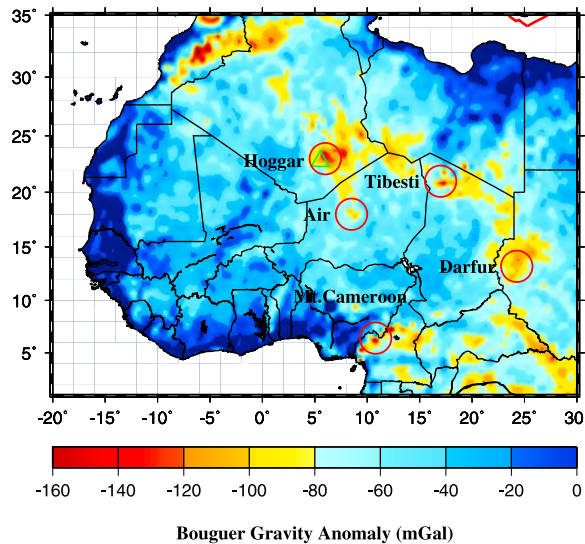 35˚
30˚
25˚
20˚
15˚
10˚
5˚
Hoggar
Tibesti
Air
Darfur
Mt.Cameroon
-20˚ -15˚ -10˚ -5˚ 0˚ 5˚ 10˚ 15˚ 20˚ 25˚ 30˚
-160 -140 -120 -100 -80 -60 -40 -20 0
Bouguer Gravity Anomaly (mGal)